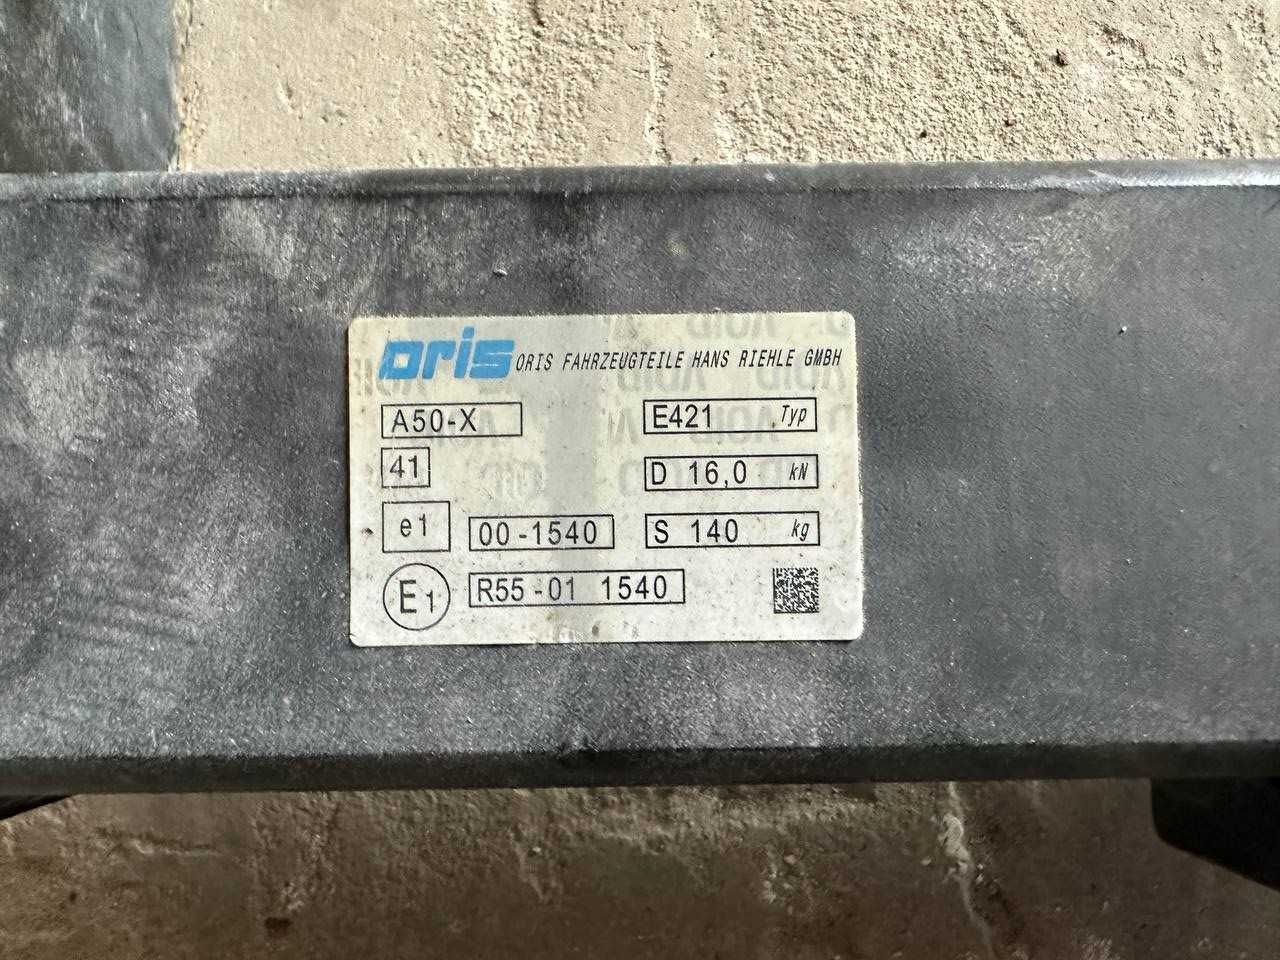 oris ORIS FAHRZEUGTEILE HANS RIEHLE GMBH
A50-X
E421 Typ
41
D 16,0 kN
e1
00-1540
S 140 kg
E1
R55-01 1540